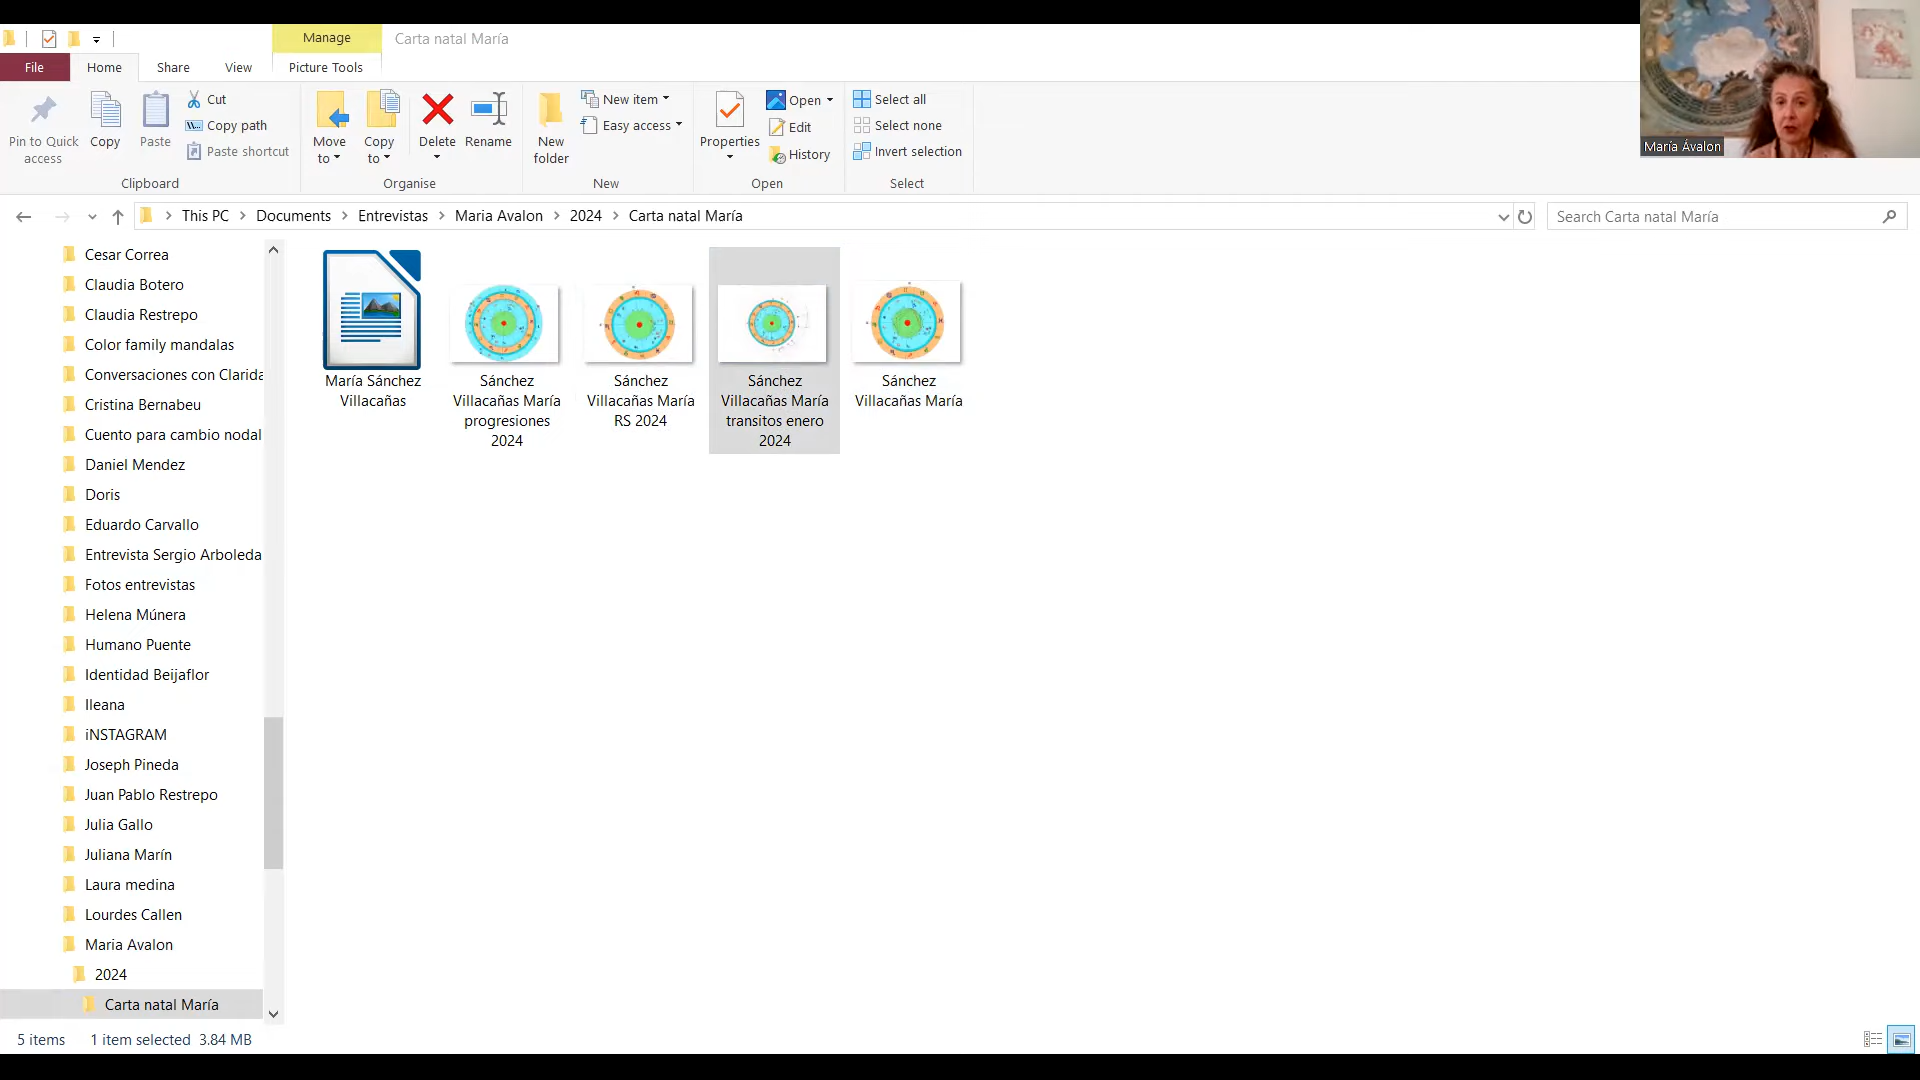 Manage
Carta natal María
File
Home
Share
View
Picture Tools
Pin to Quick
access
Copy
Paste
Cut
Copy path
Paste shortcut
Clipboard
Move
to
Copy
to
Delete
Rename
Organise
New
folder
New item
Easy access
New
Properties
Open
Edit
History
Open
Select all
Select none
Invert selection
Select
María Ávalon
This PC
Documents
Entrevistas
Maria Avalon
2024
Carta natal María
Search Carta natal María
Cesar Correa
Claudia Botero
Claudia Restrepo
Color family mandalas
Conversaciones con Clarida
Cristina Bernabeu
Cuento para cambio nodal
Daniel Mendez
Doris
Eduardo Carvallo
Entrevista Sergio Arboleda
Fotos entrevistas
Helena Múnera
Humano Puente
Identidad Beijaflor
Ileana
iNSTAGRAM
Joseph Pineda
Juan Pablo Restrepo
Julia Gallo
Juliana Marín
Laura medina
Lourdes Callen
Maria Avalon
2024
Carta natal María
María Sánchez
Villacañas
Sánchez
Villacañas María
progresiones
2024
Sánchez
Villacañas María
RS 2024
Sánchez
Villacañas María
transitos enero
2024
Sánchez
Villacañas María
5 items
1 item selected 3.84 MB